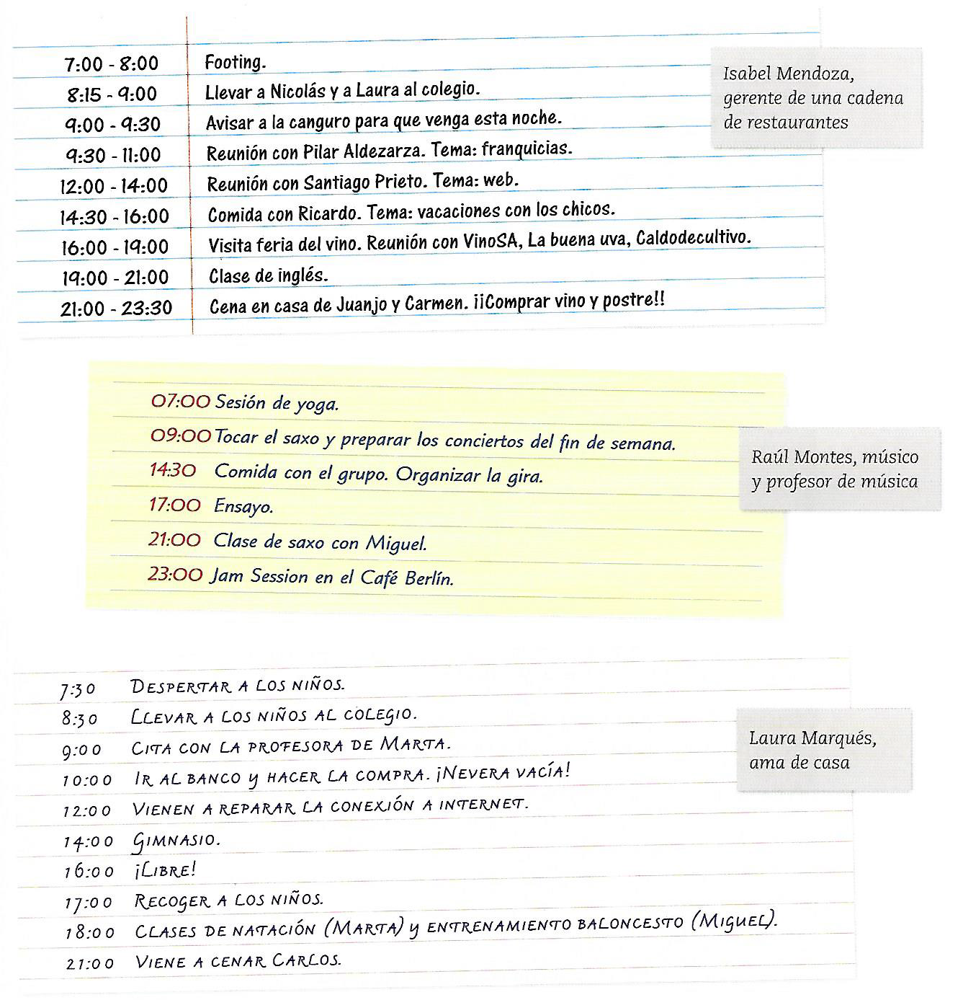 7:00 - 8:00 Footing.
8:15 - 9:00 Llevar a Nicolás y a Laura al colegio.
9:00 - 9:30 Avisar a la canguro para que venga esta noche.
9:30 - 11:00 Reunión con Pilar Aldezarza. Tema: franquicias.
12:00 - 14:00 Reunión con Santiago Prieto. Tema: web.
14:30 - 16:00 Comida con Ricardo. Tema: vacaciones con los chicos.
16:00 - 19:00 Visita feria del vino. Reunión con VinoSA, La buena uva, Caldodecultivo.
19:00 - 21:00 Clase de inglés.
21:00 - 23:30 Cena en casa de Juanjo y Carmen. ¡¡Comprar vino y postre!!
Isabel Mendoza,
gerente de una cadena
de restaurantes
07:00 Sesión de yoga.
09:00 Tocar el saxo y preparar los conciertos del fin de semana.
14:30 Comida con el grupo. Organizar la gira.
17:00 Ensayo.
21:00 Clase de saxo con Miguel.
23:00 Jam Session en el Café Berlín.
Raúl Montes, músico
y profesor de música
7:30 DESPERTAR A LOS NIÑOS.
8:30 LLEVAR A LOS NIÑOS AL COLEGIO.
9:00 CITA CON LA PROFESORA DE MARTA.
10:00 IR AL BANCO Y HACER LA COMPRA. ¡NEVERA VACÍA!
12:00 VIENEN A REPARAR LA CONEXIÓN A INTERNET.
14:00 GIMNASIO.
16:00 ¡LIBRE!
17:00 RECOGER A LOS NIÑOS.
18:00 CLASES DE NATACIÓN (MARTA) Y ENTRENAMIENTO BALONCESTO (MIGUEL).
21:00 VIENE A CENAR CARLOS.
Laura Marqués,
ama de casa